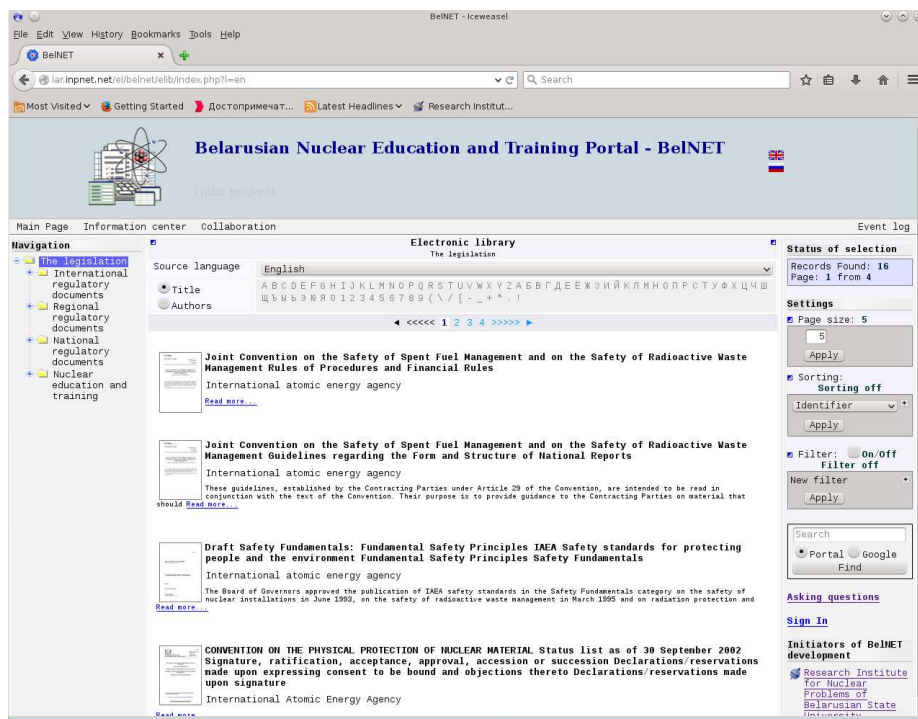 BelNET - Iceweasel
File Edit View History Bookmarks Tools Help
BelNET
lar.inpnet.net/el/belnet/elib/index.php?l=en
Search
Most Visited
Getting Started
Достопримечат...
Latest Headlines
Research Institut...
Belarusian Nuclear Education and Training Portal - BelNET
(pilot project)
Main Page Information center Collaboration
Event log
Navigation
The legislation
International
regulatory
documents
Regional
regulatory
documents
National
regulatory
documents
Nuclear
education and
training
Electronic library
The legislation
Source language
English
Title
Authors
A B C D E F G H I J K L M N O P Q R S T U V W X Y Z А Б В Г Д Е Ё Ж З И Й К Л М Н О П Р С Т У Ф Х Ц Ч Ш
Щ Ъ Ы Ь Э Ю Я 0 1 2 3 4 5 6 7 8 9 ( \ / [ - _ + * . !
◄ <<<<< 1 2 3 4 >>>>> ►
Joint Convention on the Safety of Spent Fuel Management and on the Safety of Radioactive Waste
Management Rules of Procedures and Financial Rules
International atomic energy agency
Read more...
Joint Convention on the Safety of Spent Fuel Management and on the Safety of Radioactive Waste
Management Guidelines regarding the Form and Structure of National Reports
International atomic energy agency
These guidelines, established by the Contracting Parties under Article 29 of the Convention, are intended to be read in
conjunction with the text of the Convention. Their purpose is to provide guidance to the Contracting Parties on material that
should Read more...
Draft Safety Fundamentals: Fundamental Safety Principles IAEA Safety standards for protecting
people and the environment Fundamental Safety Principles Safety Fundamentals
International atomic energy agency
The Board of Governors approved the publication of IAEA safety standards in the Safety Fundamentals category on the safety of
nuclear installations in June 1993, on the safety of radioactive waste management in March 1995 and on radiation protection and
Read more...
CONVENTION ON THE PHYSICAL PROTECTION OF NUCLEAR MATERIAL Status list as of 30 September 2002
Signature, ratification, acceptance, approval, accession or succession Declarations/reservations
made upon expressing consent to be bound and objections thereto Declarations/reservations made
upon signature
International Atomic Energy Agency
Read more
Status of selection
Records Found: 16
Page: 1 from 4
Settings
Page size: 5
5
Apply
Sorting:
Sorting off
Identifier
Apply
Filter: On/Off
Filter off
New filter
Apply
Search
Portal Google
Find
Asking questions
Sign In
Initiators of BelNET
development
Research Institute
for Nuclear
Problems of
Belarusian State
University